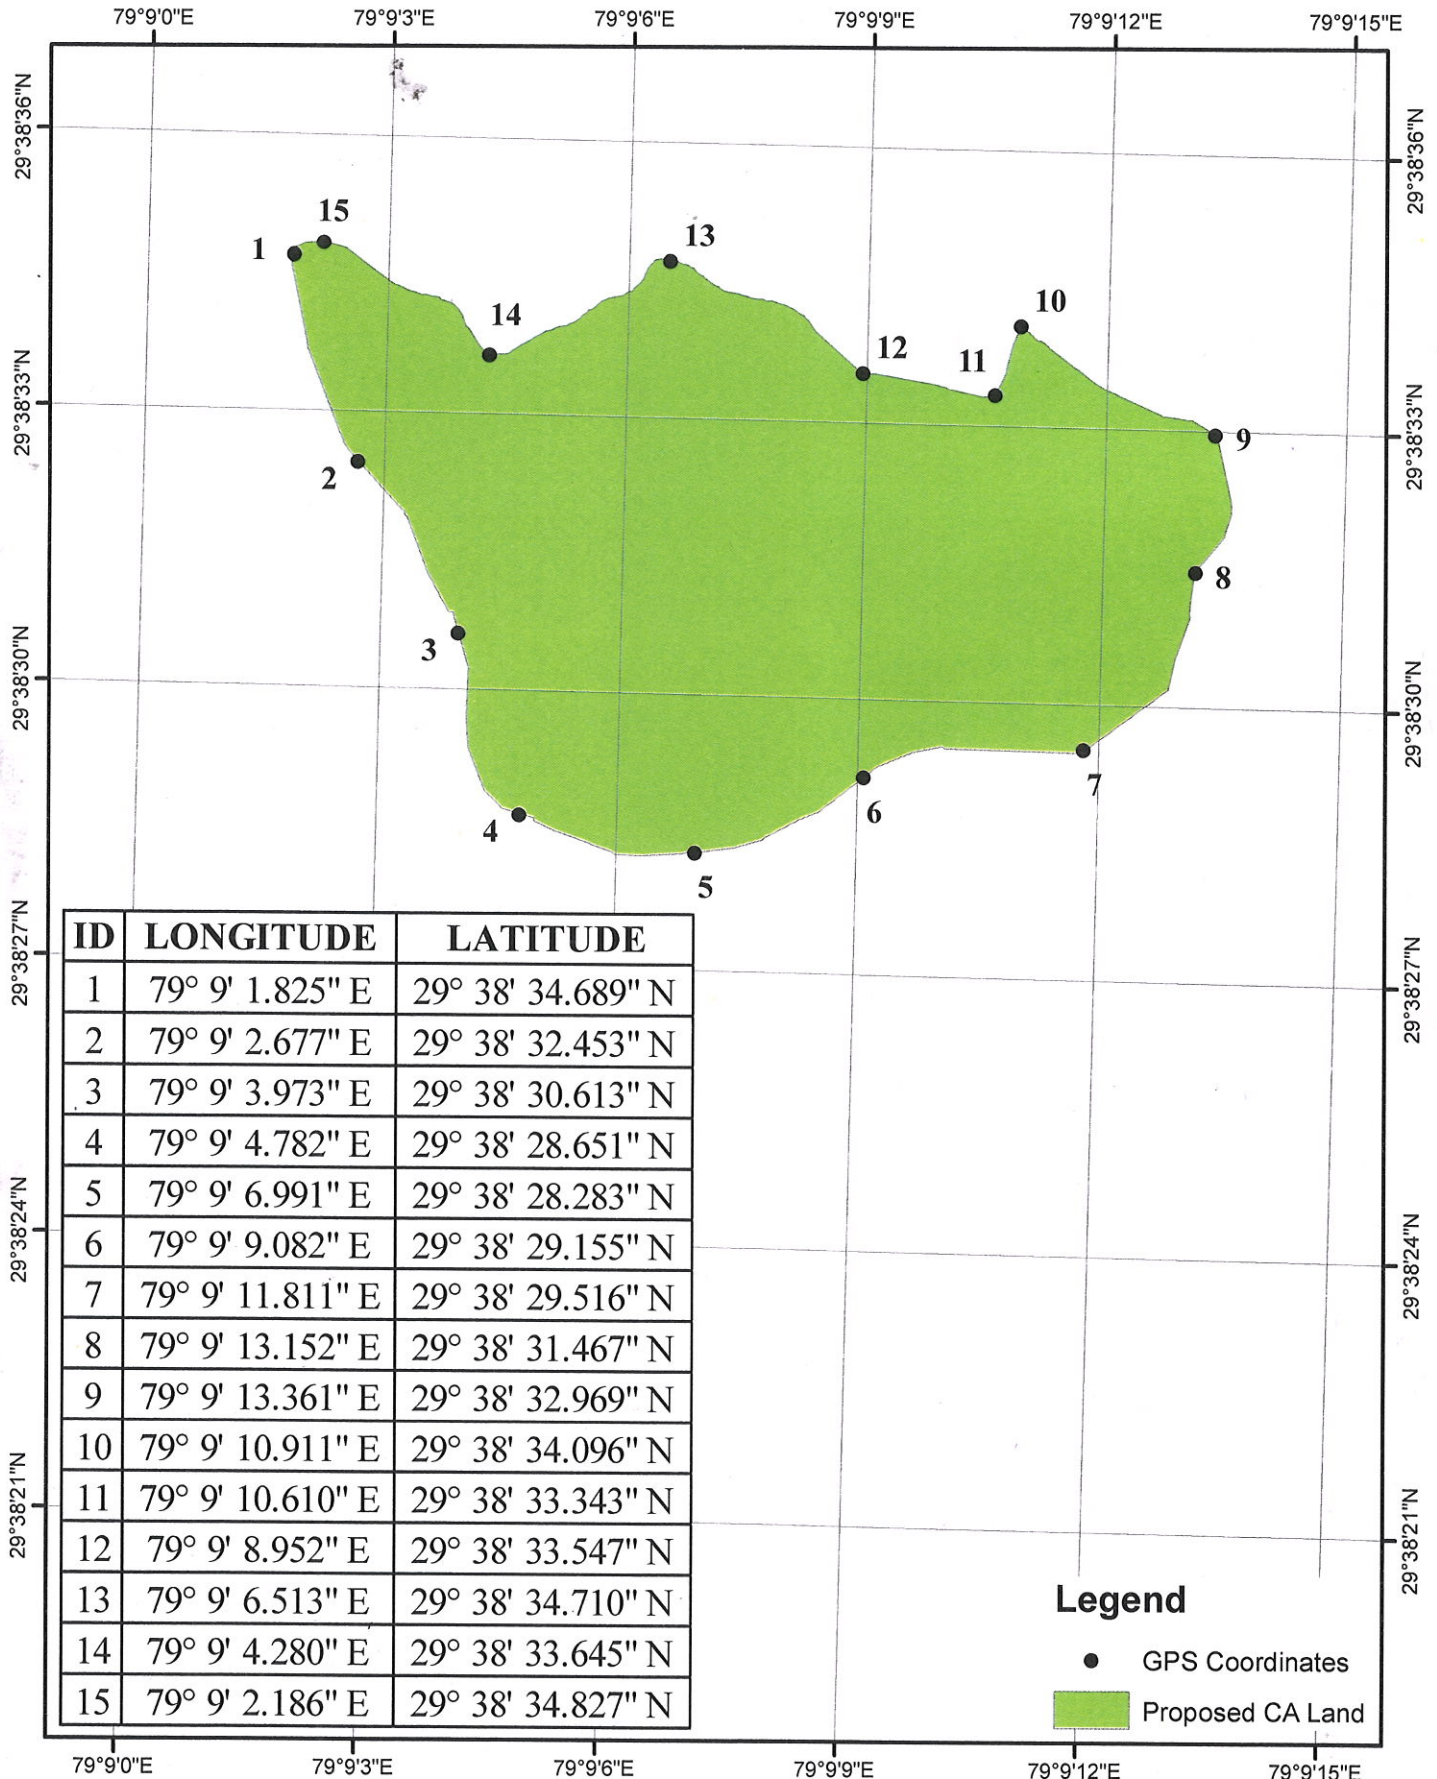 79°9'0"E 79°9'3"E 79°9'6"E 79°9'9"E 79°9'12"E 79°9'15"E
29°38'36"N 29°38'36"N
15
1
13
14
10
12
11
29°38'33"N 29°38'33"N
9
2
8
3
29°38'30"N 29°38'30"N
7
6
4
5
29°38'27"N 29°38'27"N
ID LONGITUDE LATITUDE
1 79° 9' 1.825" E 29° 38' 34.689" N
2 79° 9' 2.677" E 29° 38' 32.453" N
3 79° 9' 3.973" E 29° 38' 30.613" N
4 79° 9' 4.782" E 29° 38' 28.651" N
5 79° 9' 6.991" E 29° 38' 28.283" N
6 79° 9' 9.082" E 29° 38' 29.155" N
7 79° 9' 11.811" E 29° 38' 29.516" N
8 79° 9' 13.152" E 29° 38' 31.467" N
9 79° 9' 13.361" E 29° 38' 32.969" N
10 79° 9' 10.911" E 29° 38' 34.096" N
11 79° 9' 10.610" E 29° 38' 33.343" N
12 79° 9' 8.952" E 29° 38' 33.547" N
13 79° 9' 6.513" E 29° 38' 34.710" N
14 79° 9' 4.280" E 29° 38' 33.645" N
15 79° 9' 2.186" E 29° 38' 34.827" N
29°38'24"N 29°38'24"N
29°38'21"N 29°38'21"N
Legend
GPS Coordinates
Proposed CA Land
79°9'0"E 79°9'3"E 79°9'6"E 79°9'9"E 79°9'12"E 79°9'15"E